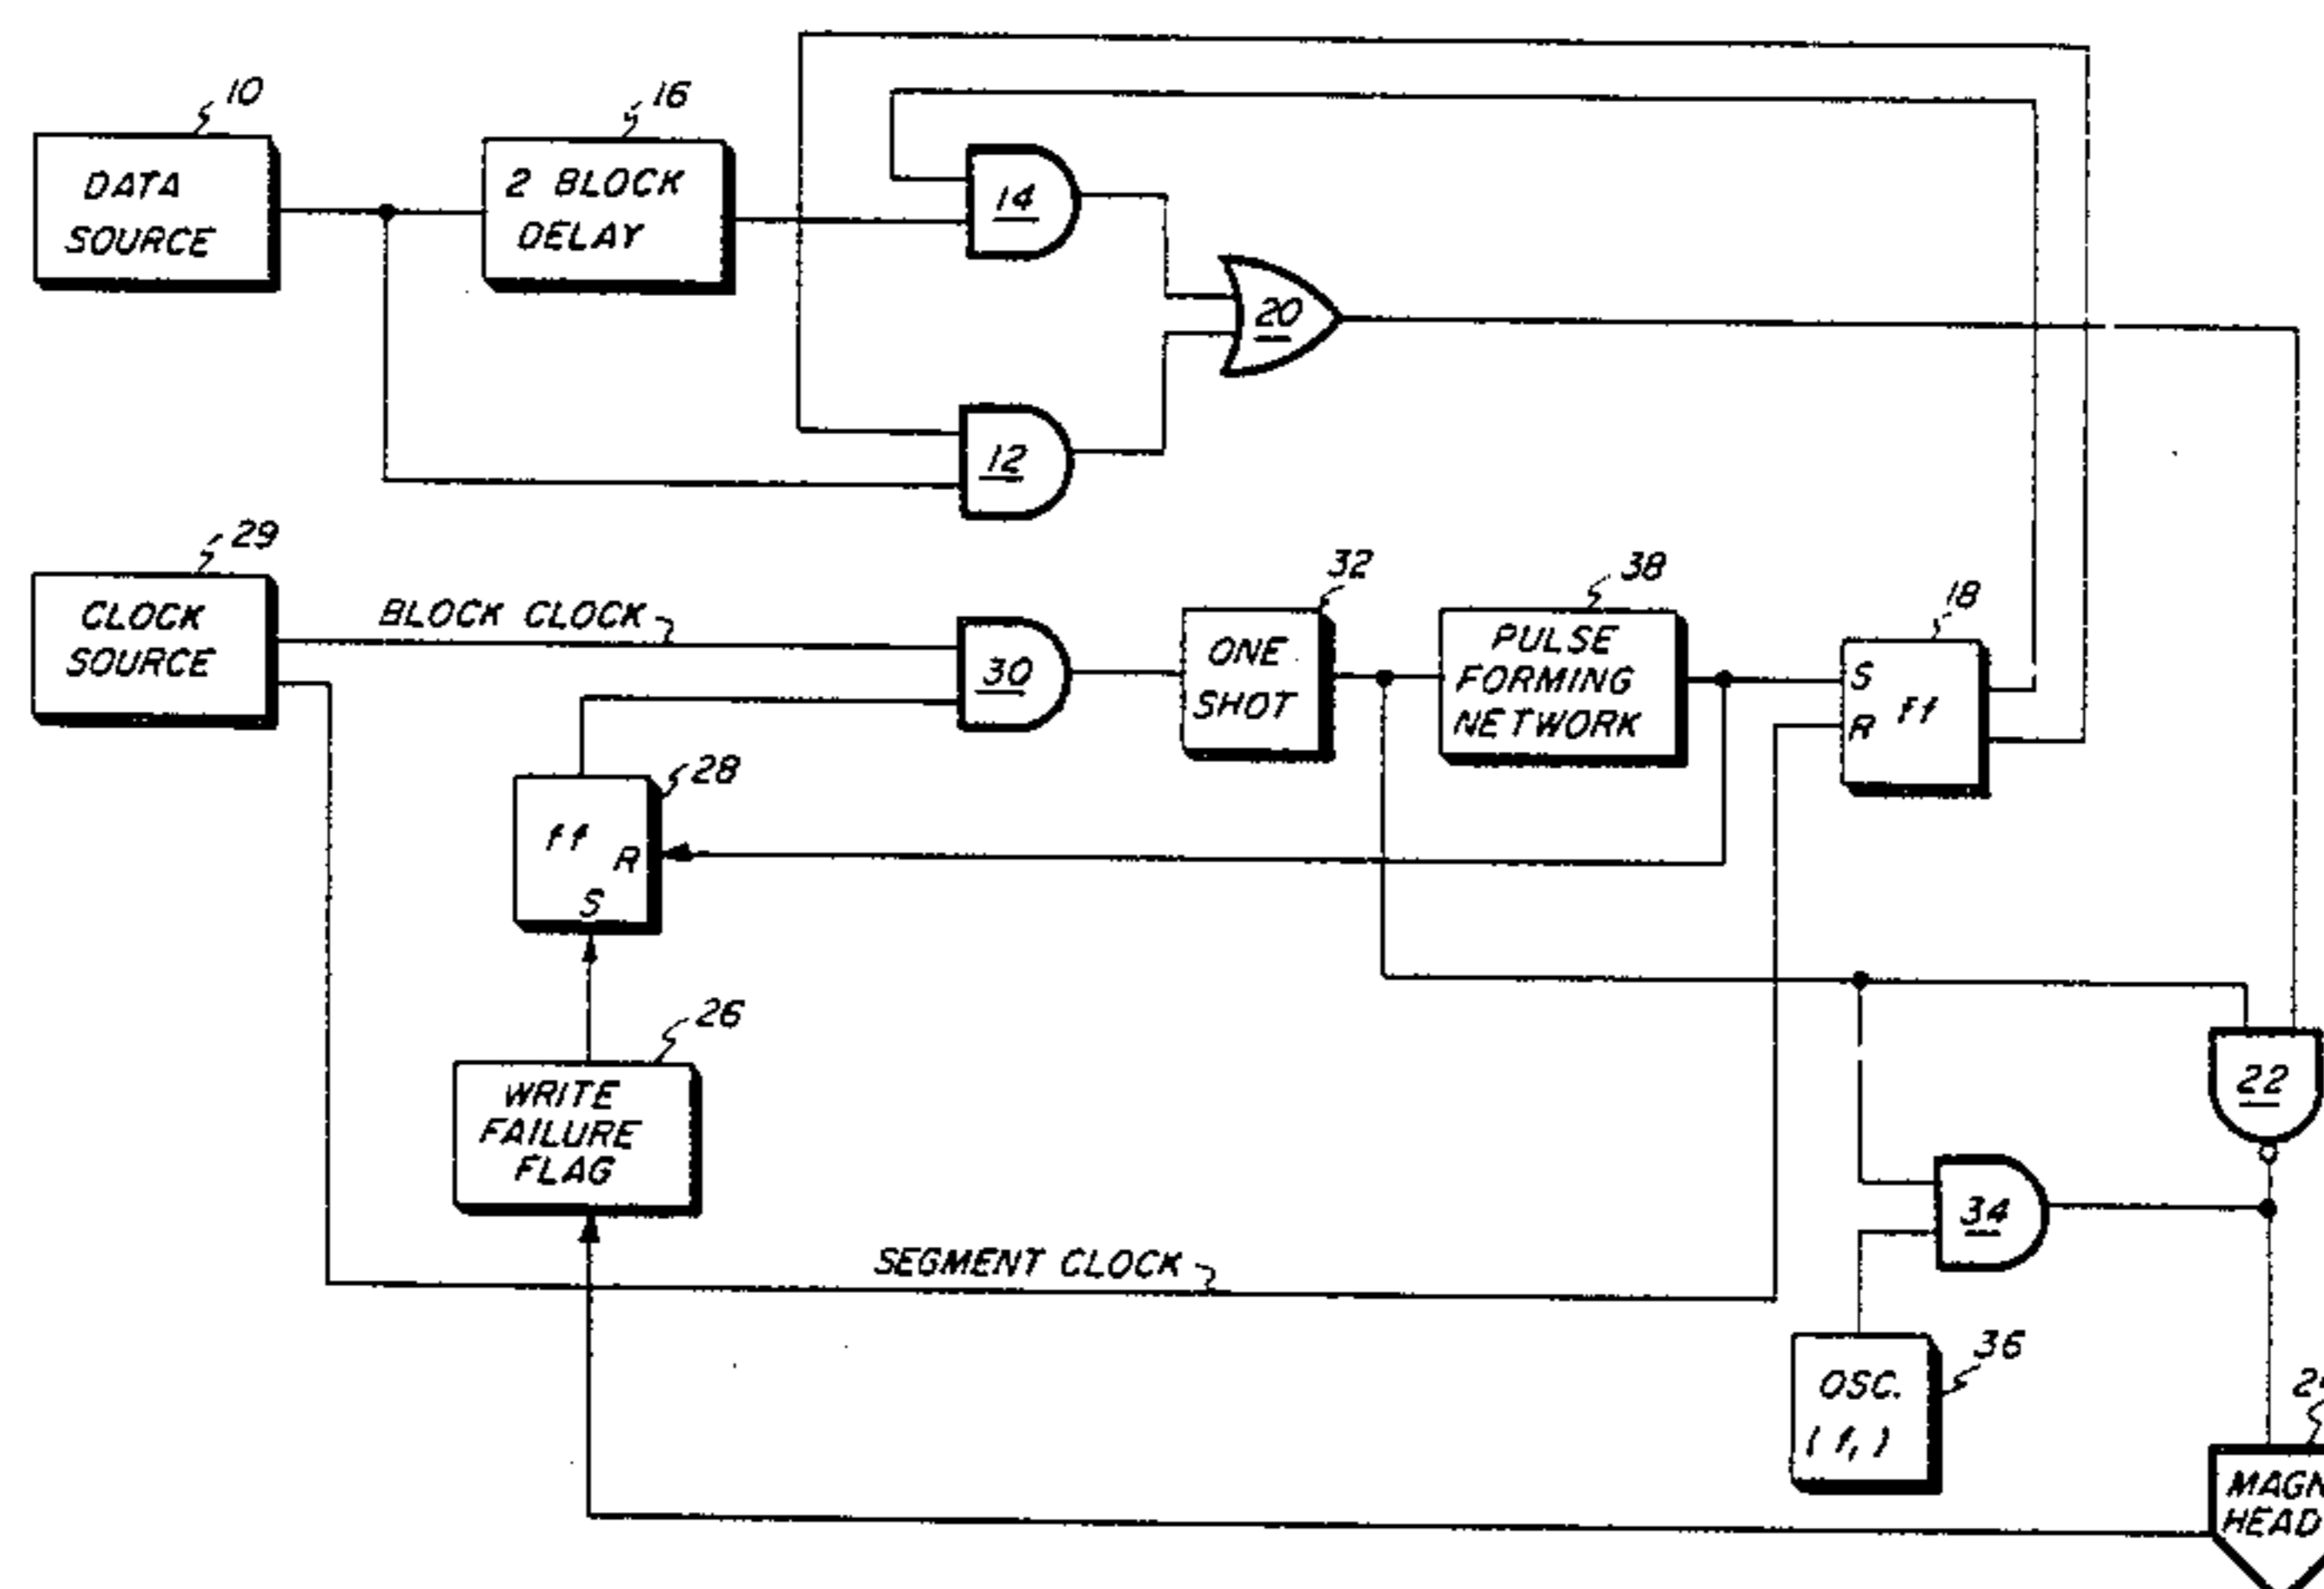 10
16
DATA
SOURCE
2 BLOCK
DELAY
14
20
12
29
CLOCK
SOURCE
BLOCK CLOCK
30
32
ONE
SHOT
38
PULSE
FORMING
NETWORK
18
S
R
ff
28
ff
R
S
26
WRITE
FAILURE
FLAG
22
34
SEGMENT CLOCK
36
OSC.
MAGN
HEAD